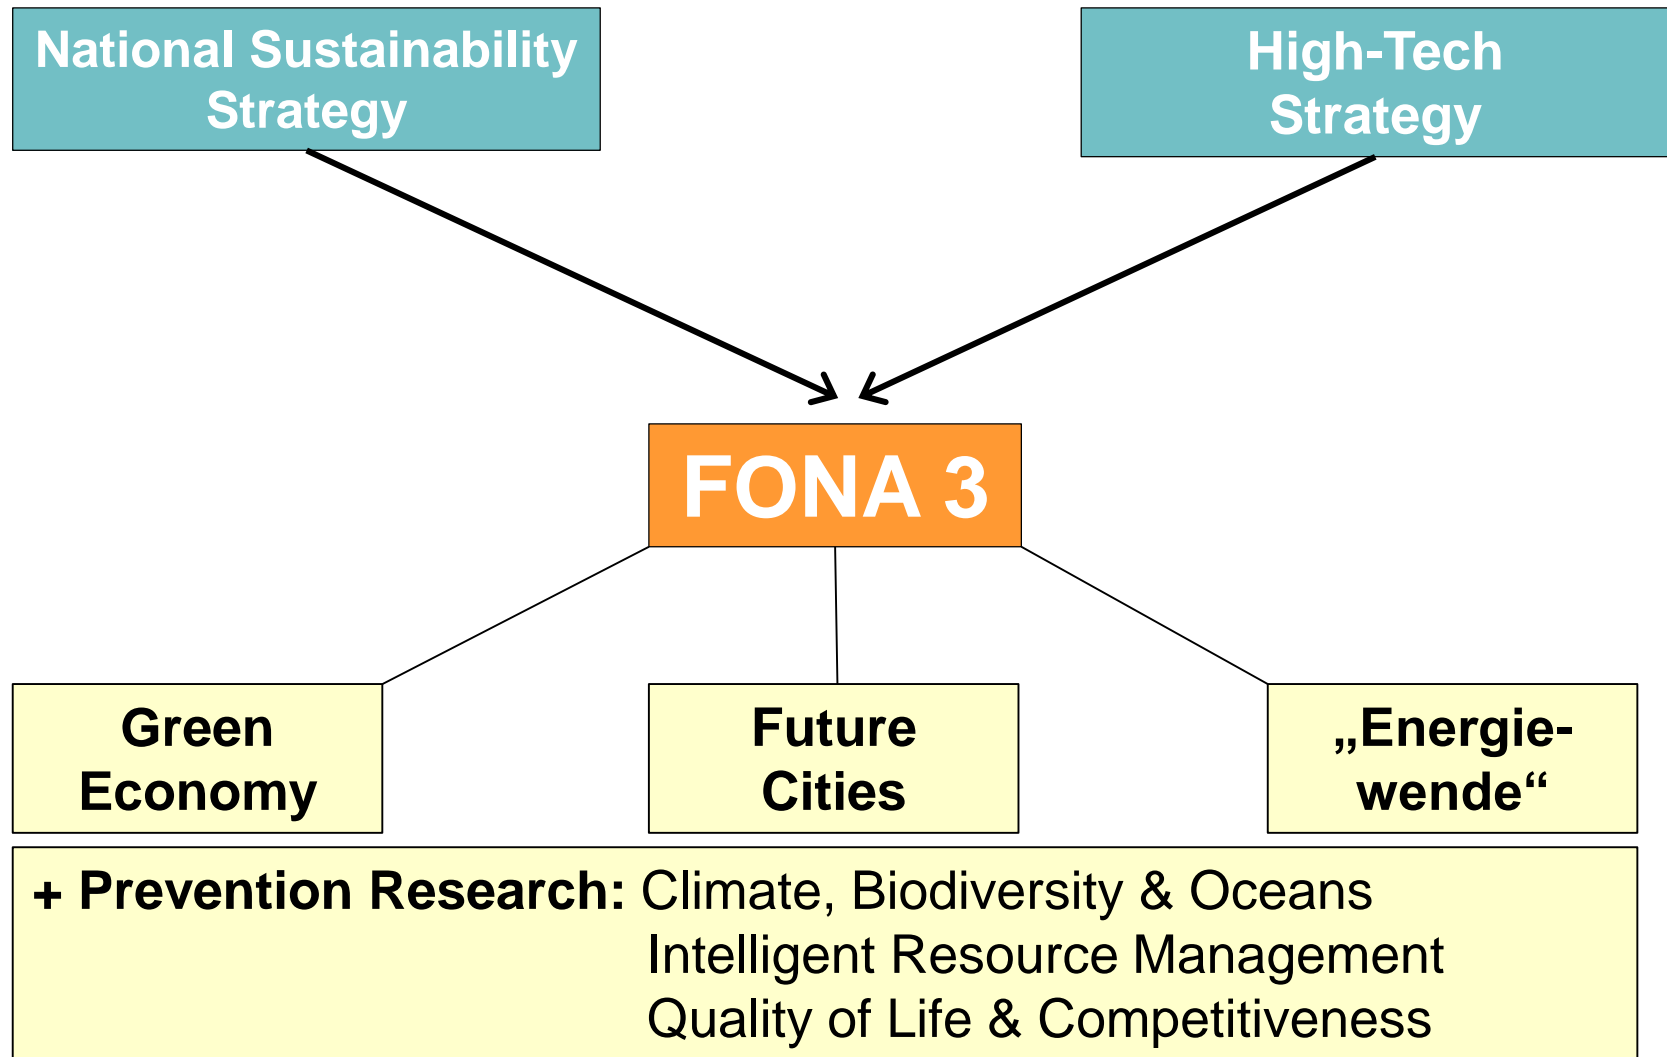 National Sustainability
Strategy
High-Tech
Strategy
FONA 3
Green
Economy
Future
Cities
„Energie-
wende“
+ Prevention Research: Climate, Biodiversity & Oceans
Intelligent Resource Management
Quality of Life & Competitiveness